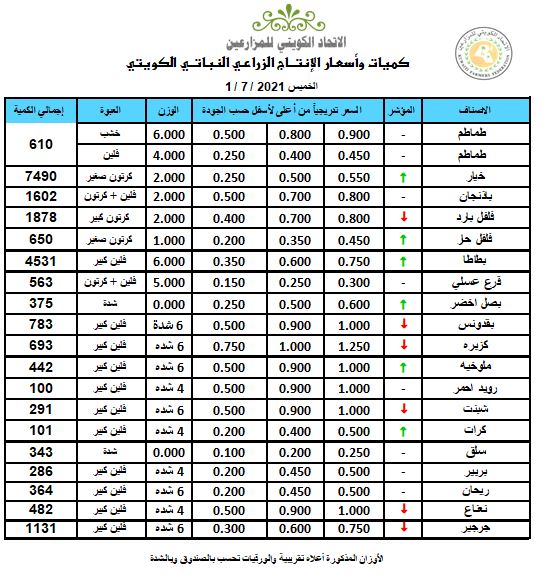 الاتحاد الكويتي للمزارعين
كميات وأسعار الإنتاج الزراعي النباتي الكويتي
الخميس 2021 / 7 / 1
الاصناف المؤشر السعر تدريجياً من أعلى لأسفل حسب الجودة الوزن العبوة إجمالي الكمية
طماطم - 0.900 0.800 0.500 6.000 خشب 610
طماطم - 0.450 0.400 0.250 4.000 فلين
خيار ↑ 0.550 0.500 0.250 2.000 كرتون صغير 7490
باذنجان - 0.800 0.700 0.500 2.000 فلين + كرتون 1602
فلفل بارد ↓ 0.800 0.700 0.400 2.000 كرتون كبير 1878
فلفل حار ↑ 0.450 0.350 0.200 1.000 كرتون صغير 650
بطاطا ↑ 0.750 0.600 0.350 6.000 فلين كبير 4531
قرع عسلي - 0.300 0.250 0.150 5.000 فلين + كرتون 563
بصل اخضر ↑ 0.600 0.500 0.250 0.000 شدة 375
بقدونس ↓ 1.000 0.900 0.500 6 شدة فلين كبير 783
كزبره ↓ 1.250 1.000 0.750 6 شده فلين كبير 693
ملوخيه ↑ 1.000 0.900 0.500 6 شده فلين كبير 442
رويد احمر - 1.000 0.900 0.500 4 شده فلين كبير 100
شبنت ↓ 1.000 0.900 0.500 6 شده فلين كبير 291
كرات ↑ 0.500 0.400 0.200 4 شده فلين كبير 101
سلق - 0.250 0.200 0.100 0.000 شدة 343
بربير - 0.500 0.450 0.200 4 شده فلين كبير 286
ريحان - 0.500 0.450 0.200 6 شده فلين كبير 364
نعناع ↓ 1.000 0.900 0.500 4 شده فلين كبير 482
جرجير ↓ 0.750 0.600 0.300 6 شده فلين كبير 1131
الأوزان المذكورة أعلاه تقريبية والورقيات تحسب بالصندوق وبالشدة